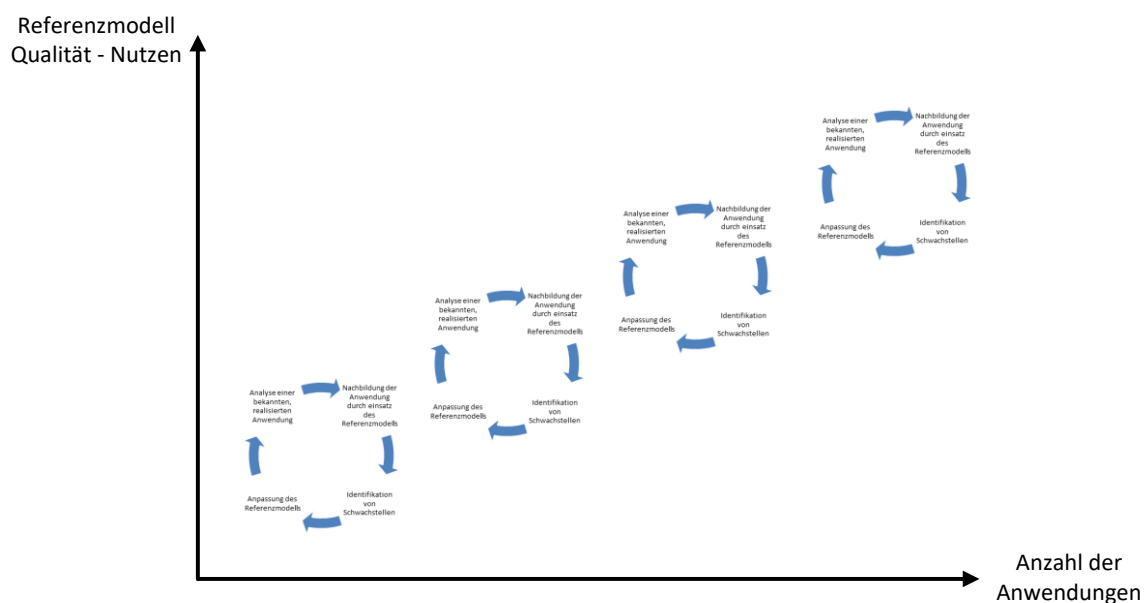 Referenzmodell
Qualität - Nutzen
Analyse einer
bekannten,
realisierten
Anwendung
Nachbildung der
Anwendung
durch einsatz
des
Referenzmodells
Anpassung des
Referenzmodells
Identifikation
von
Schwachstellen
Analyse einer
bekannten,
realisierten
Anwendung
Nachbildung der
Anwendung
durch einsatz
des
Referenzmodells
Anpassung des
Referenzmodells
Identifikation
von
Schwachstellen
Analyse einer
bekannten,
realisierten
Anwendung
Nachbildung der
Anwendung
durch einsatz
des
Referenzmodells
Anpassung des
Referenzmodells
Identifikation
von
Schwachstellen
Analyse einer
bekannten,
realisierten
Anwendung
Nachbildung der
Anwendung
durch einsatz
des
Referenzmodells
Anpassung des
Referenzmodells
Identifikation
von
Schwachstellen
Anzahl der
Anwendungen